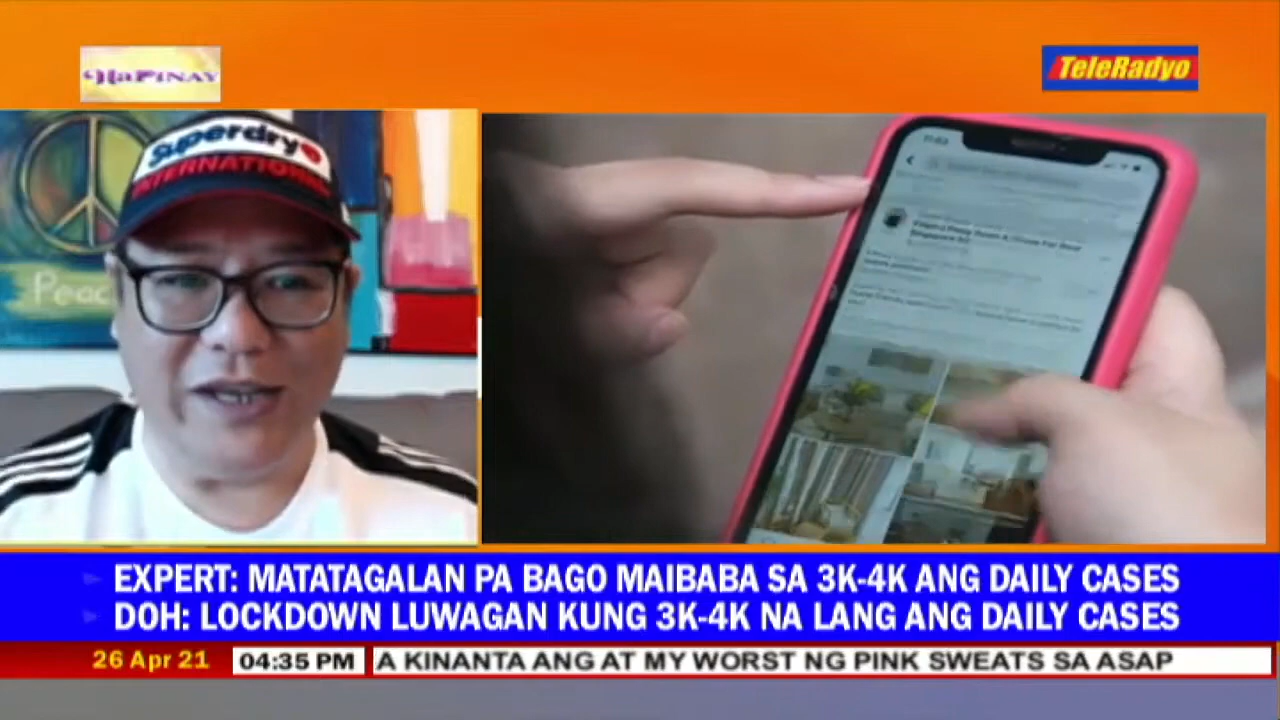 HaPINAY
TeleRadyo
Superdry
INTERNATIONAL
Peac
EXPERT: MATATAGALAN PA BAGO MAIBABA SA 3K-4K ANG DAILY CASES
DOH: LOCKDOWN LUWAGAN KUNG 3K-4K NA LANG ANG DAILY CASES
26 Apr 21
04:35 PM
A KINANTA ANG AT MY WORST NG PINK SWEATS SA ASAP